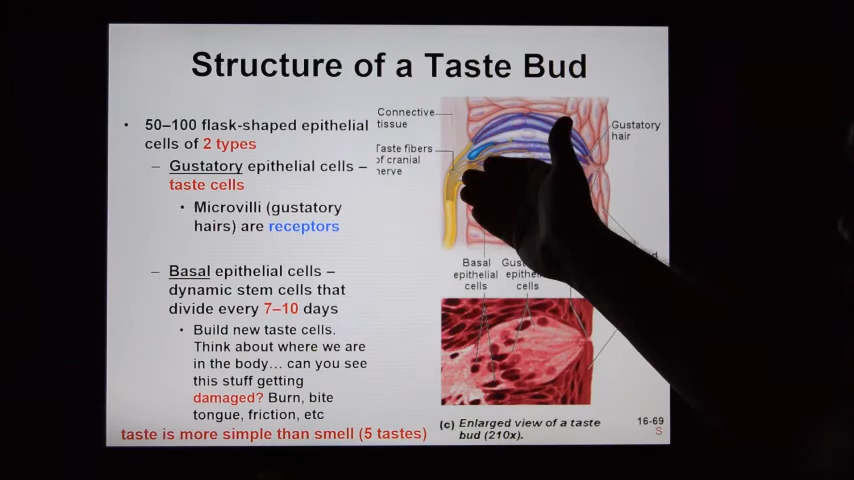 Structure of a Taste Bud
• 50–100 flask-shaped epithelial
cells of 2 types
– Gustatory epithelial cells –
taste cells
• Microvilli (gustatory
hairs) are receptors
– Basal epithelial cells –
dynamic stem cells that
divide every 7–10 days
• Build new taste cells.
Think about where we are
in the body… can you see
this stuff getting
damaged? Burn, bite
tongue, friction, etc
taste is more simple than smell (5 tastes)
Connective
tissue
Taste fibers
of cranial
nerve
Gustatory
hair
Basal
epithelial
cells
cells
(c) Enlarged view of a taste
bud (210x).
16-69
S